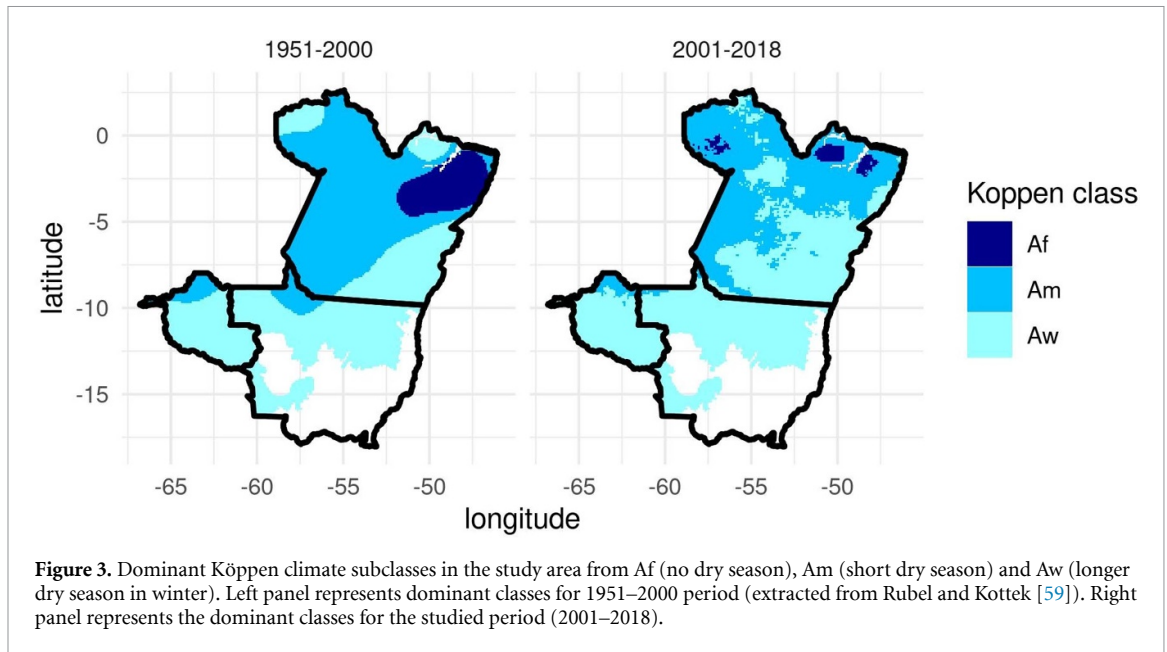 1951-2000
2001-2018
0
-5
-10
-15
latitude
-65
-60
-55
-50
-65
-60
-55
-50
longitude
Koppen class
Af
Am
Aw
Figure 3. Dominant Köppen climate subclasses in the study area from Af (no dry season), Am (short dry season) and Aw (longer
dry season in winter). Left panel represents dominant classes for 1951–2000 period (extracted from Rubel and Kottek [59]). Right
panel represents the dominant classes for the studied period (2001–2018).